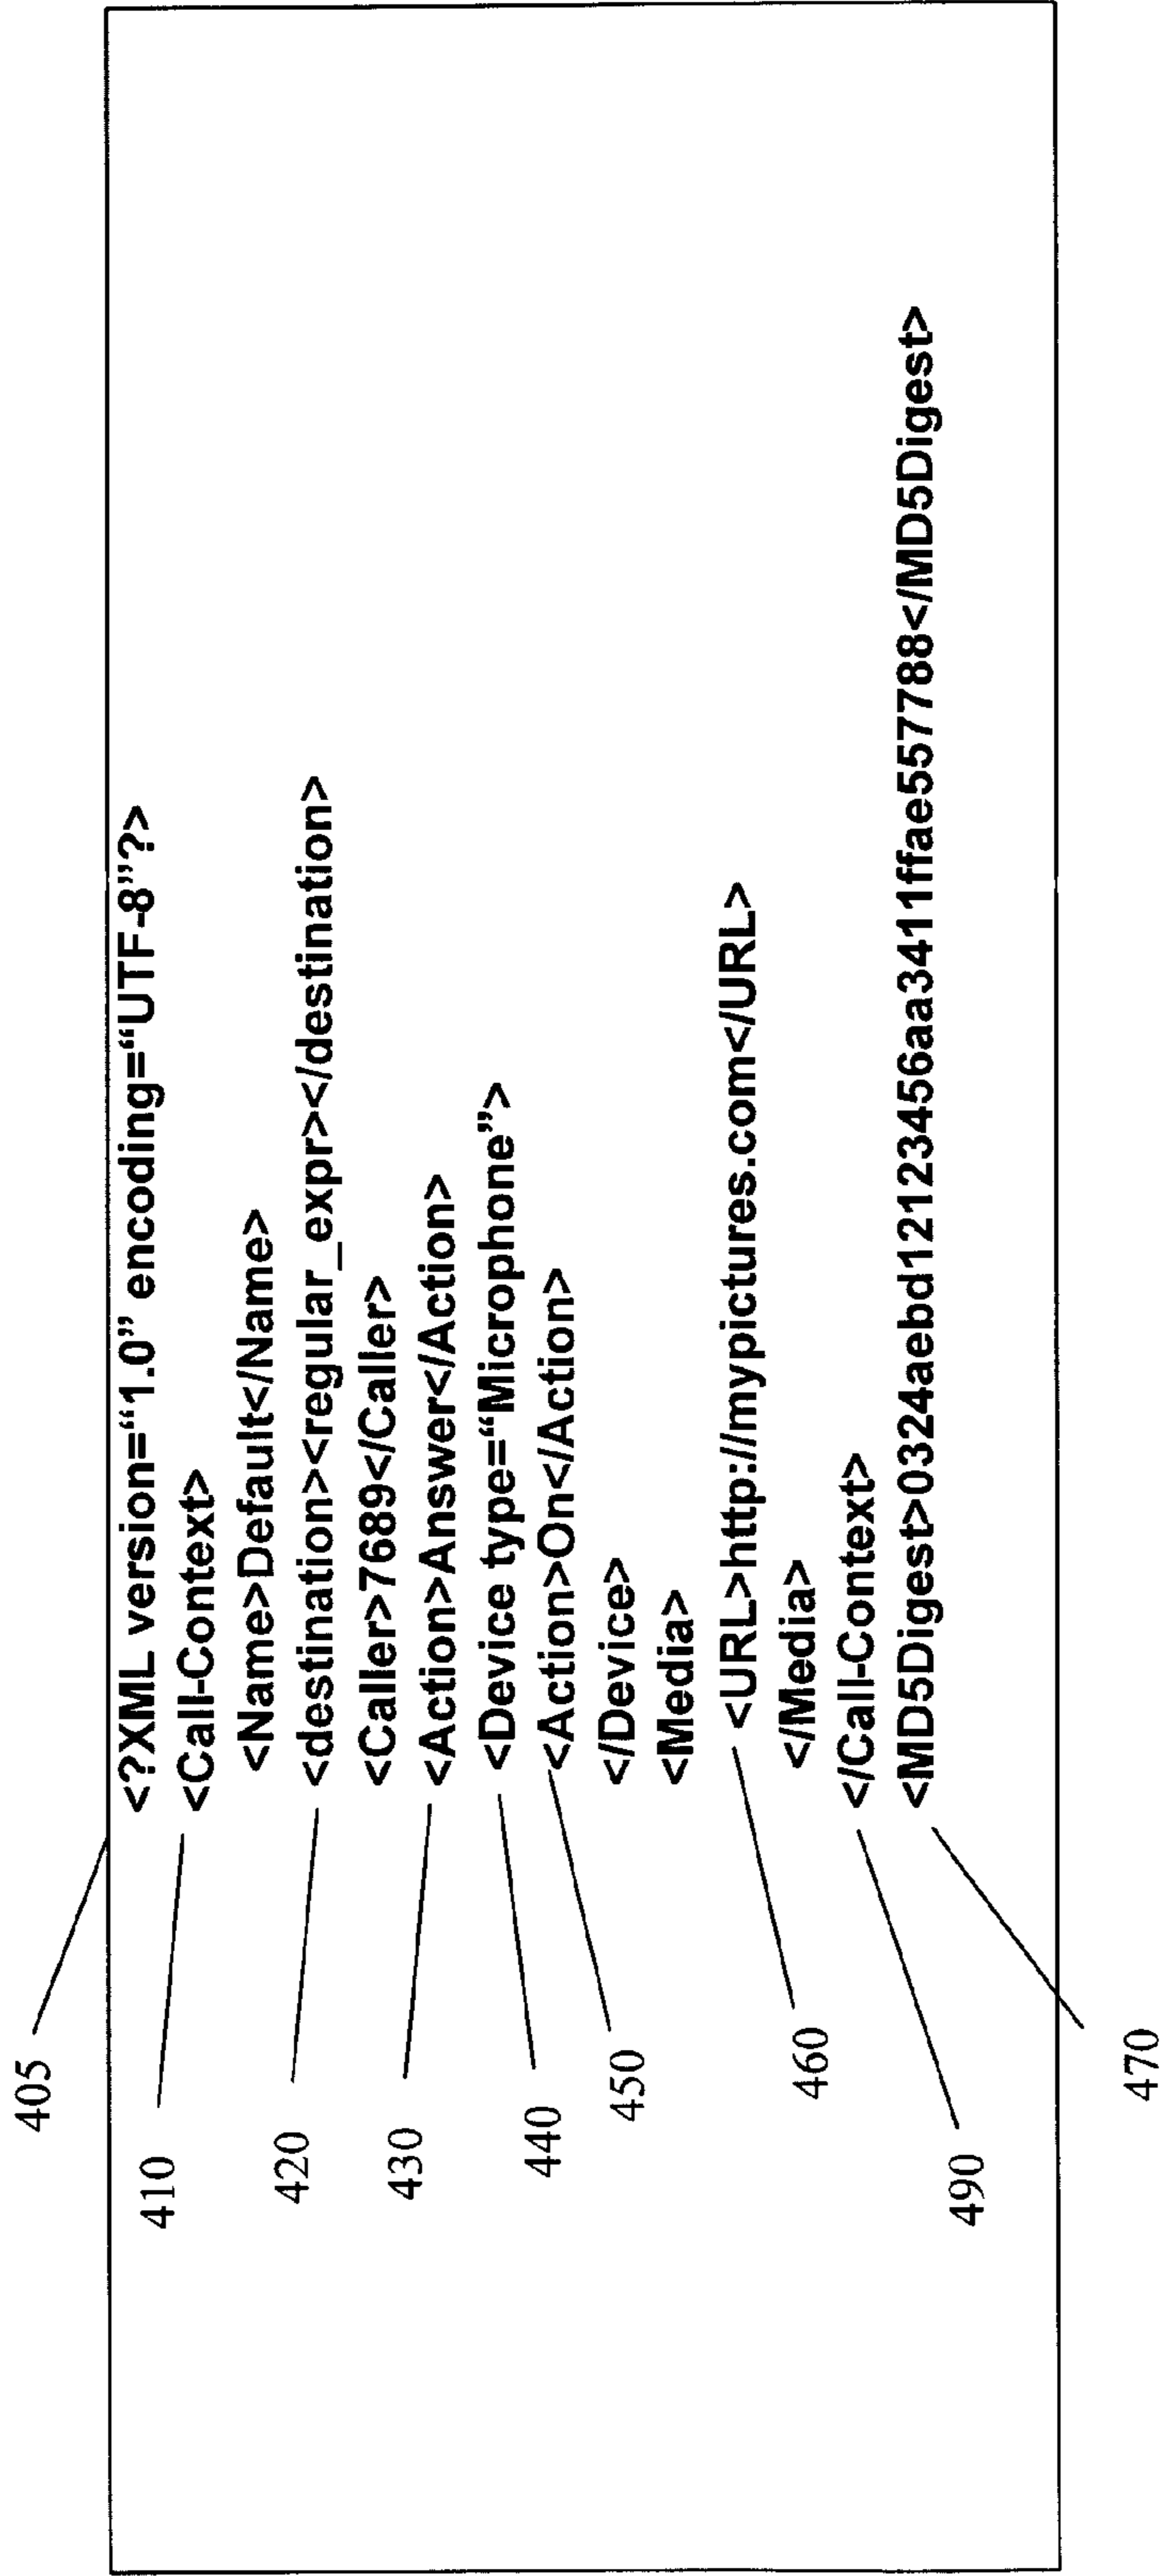 405
<?XML version=“1.0” encoding=“UTF-8”?>
410
<Call-Context>
<Name>Default</Name>
420
<destination><regular_expr></destination>
<Caller>7689</Caller>
430
<Action>Answer</Action>
440
<Device type=“Microphone”>
450
<Action>On</Action>
</Device>
<Media>
460
<URL>http://mypictures.com</URL>
</Media>
490
</Call-Context>
470
<MD5Digest>0324aebd12123456aa3411ffae557788</MD5Digest>